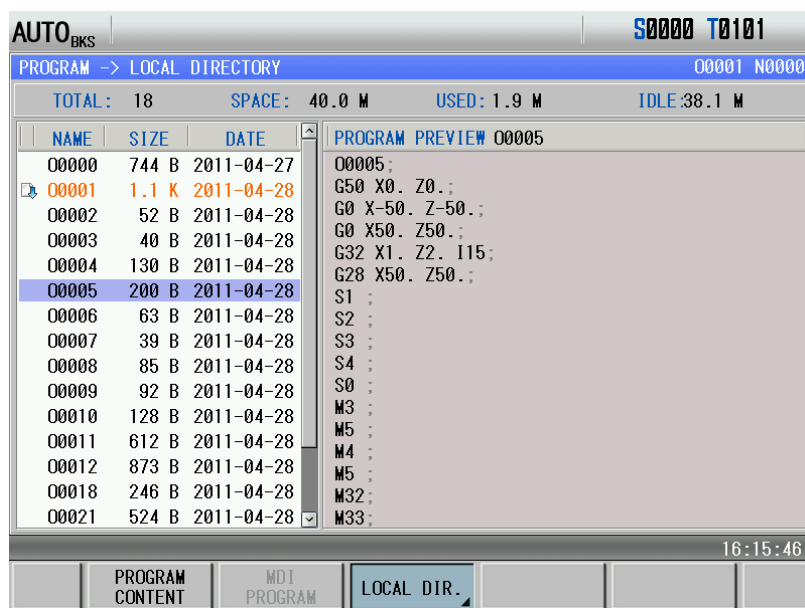 AUTO BKS S0000 T0101
PROGRAM -> LOCAL DIRECTORY O0001 N0000
TOTAL: 18 SPACE: 40.0 M USED: 1.9 M IDLE:38.1 M
NAME SIZE DATE
O0000 744 B 2011-04-27
O0001 1.1 K 2011-04-28
O0002 52 B 2011-04-28
O0003 40 B 2011-04-28
O0004 130 B 2011-04-28
O0005 200 B 2011-04-28
O0006 63 B 2011-04-28
O0007 39 B 2011-04-28
O0008 85 B 2011-04-28
O0009 92 B 2011-04-28
O0010 128 B 2011-04-28
O0011 612 B 2011-04-28
O0012 873 B 2011-04-28
O0018 246 B 2011-04-28
O0021 524 B 2011-04-28
PROGRAM PREVIEW O0005
O0005;
G50 X0. Z0.;
G0 X-50. Z-50.;
G0 X50. Z50.;
G32 X1. Z2. I15;
G28 X50. Z50.;
S1 ;
S2 ;
S3 ;
S4 ;
S0 ;
M3 ;
M5 ;
M4 ;
M5 ;
M32;
M33;
16:15:46
PROGRAM CONTENT
MDI PROGRAM
LOCAL DIR.